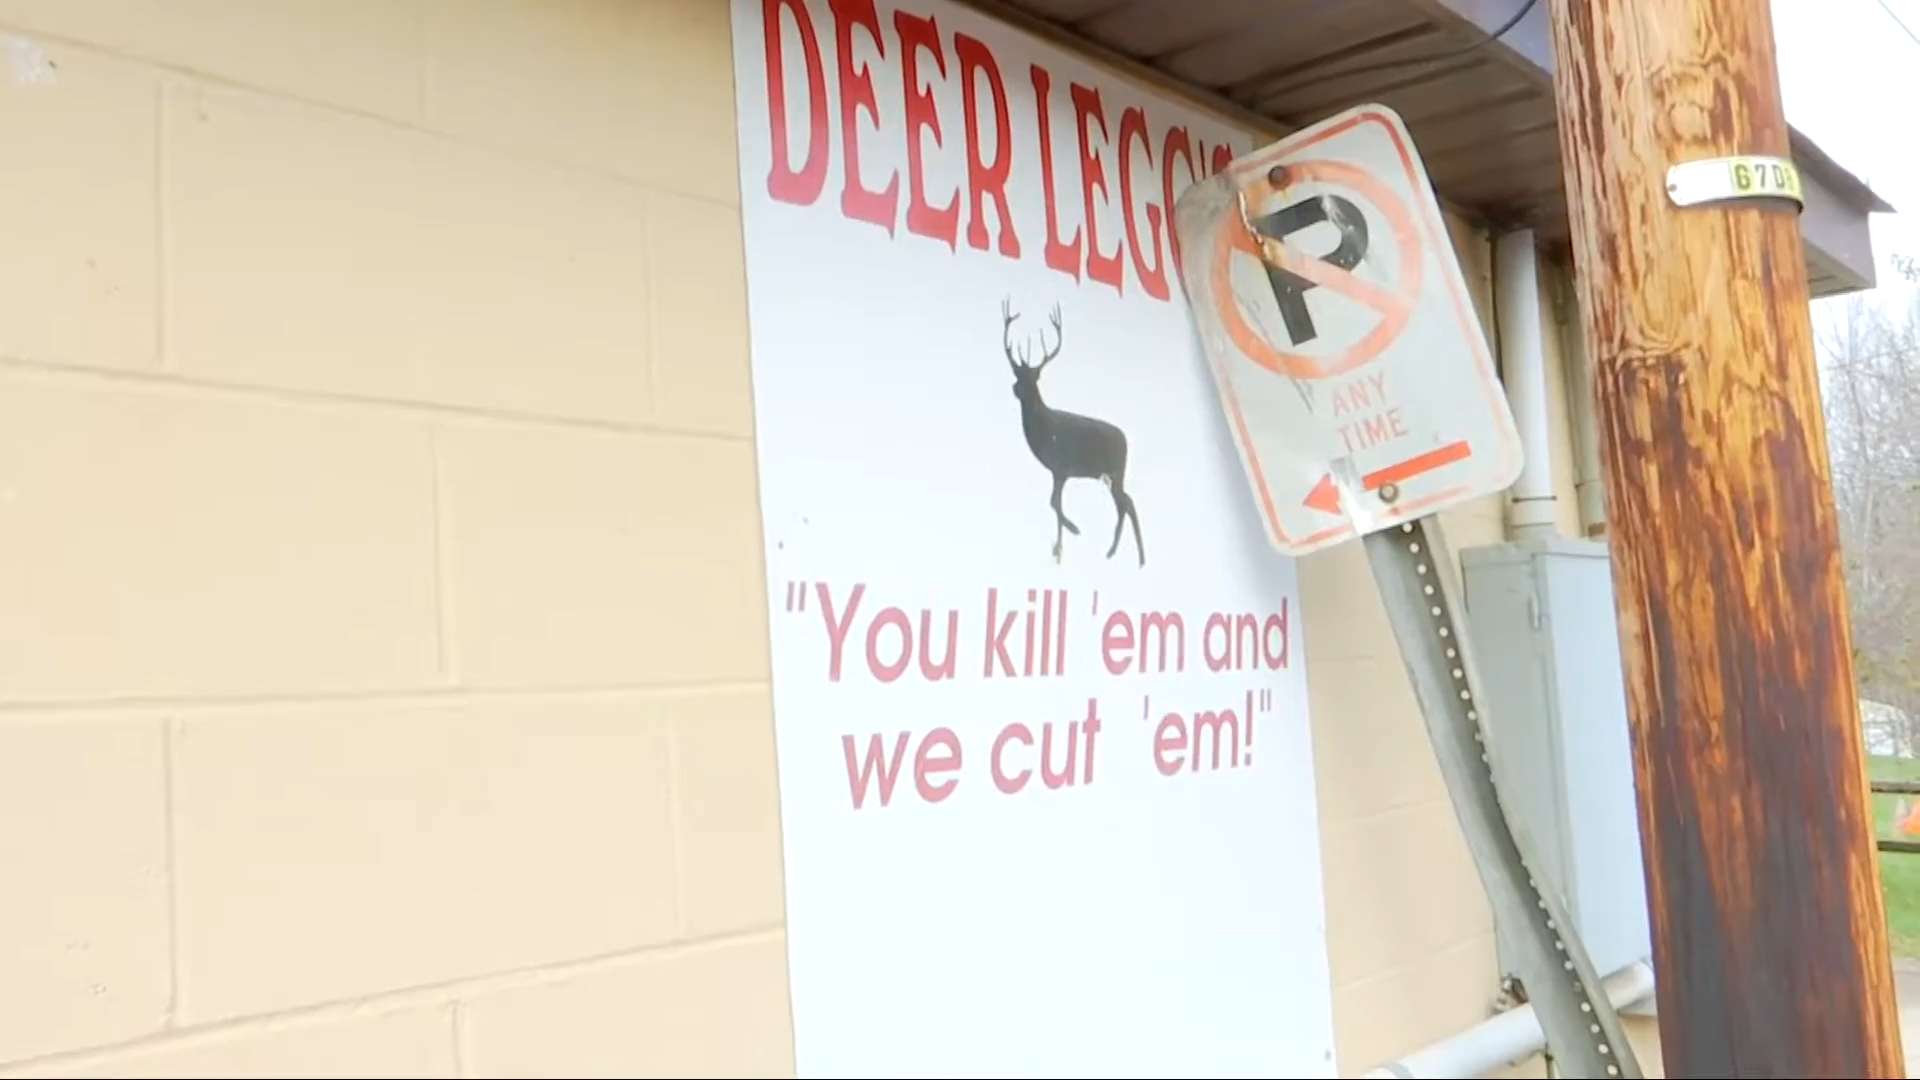 DEER LEGG'S
P
ANY
TIME
"You kill 'em and
we cut 'em!"